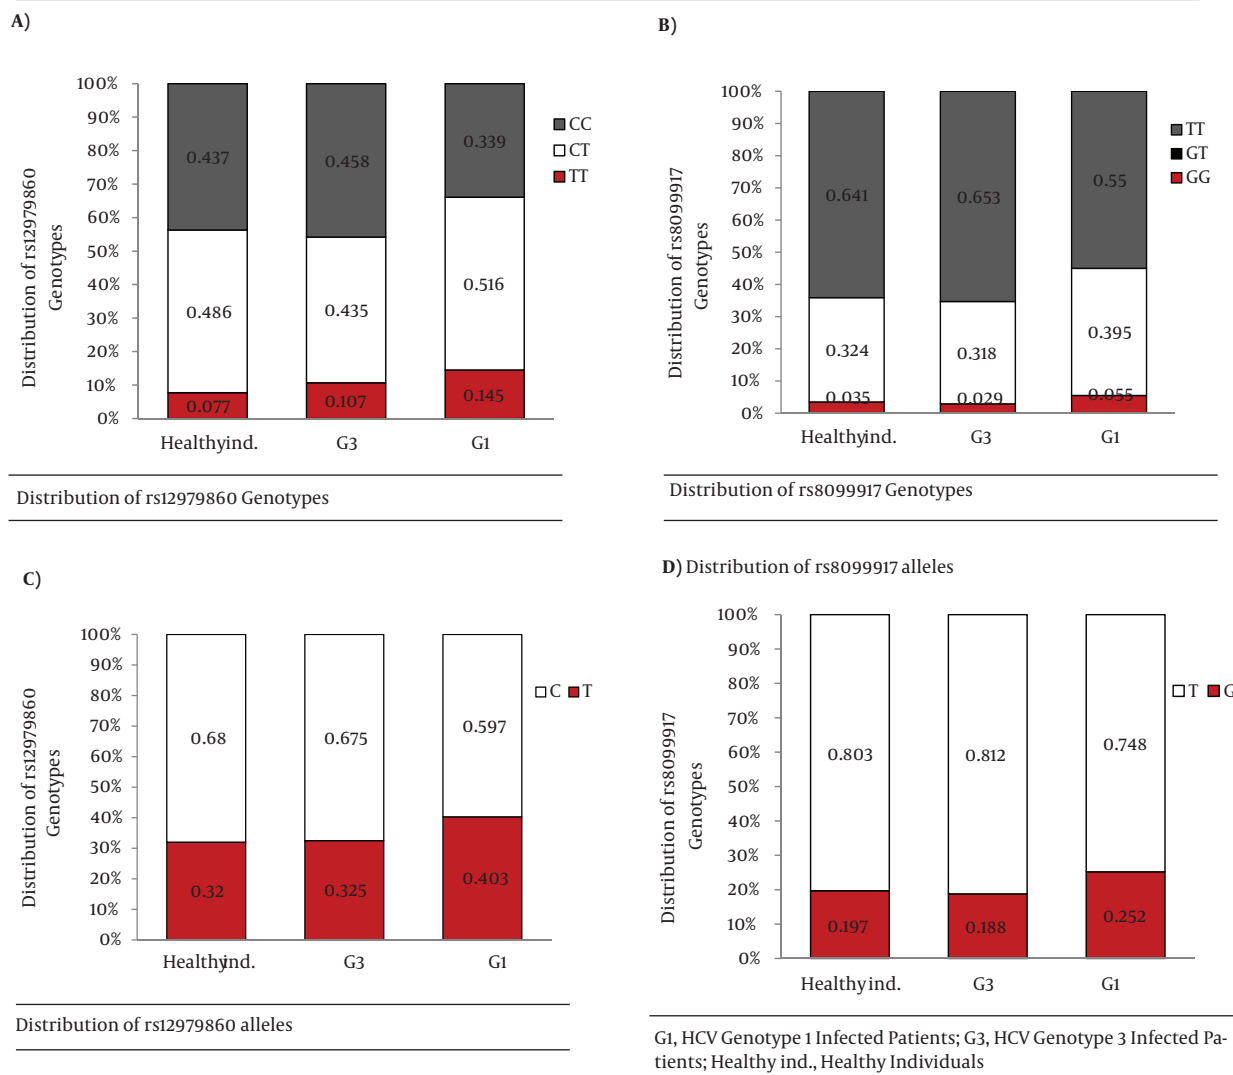 A)
Distribution of rs12979860
Genotypes
100%
90%
80%
70%
60%
50%
40%
30%
20%
10%
0%
0.437
0.458
0.339
0.486
0.435
0.516
0.077
0.107
0.145
CC
CT
TT
Healthyind.
G3
G1
Distribution of rs12979860 Genotypes
B)
Distribution of rs8099917
Genotypes
100%
90%
80%
70%
60%
50%
40%
30%
20%
10%
0%
0.641
0.653
0.55
0.324
0.318
0.395
0.035
0.029
0.055
TT
GT
GG
Healthy ind.
G3
G1
Distribution of rs8099917 Genotypes
C)
Distribution of rs12979860
Genotypes
100%
90%
80%
70%
60%
50%
40%
30%
20%
10%
0%
0.68
0.675
0.597
0.32
0.325
0.403
C T
Healthyind.
G3
G1
Distribution of rs12979860 alleles
D) Distribution of rs8099917 alleles
Distribution of rs8099917
Genotypes
100%
90%
80%
70%
60%
50%
40%
30%
20%
10%
0%
0.803
0.812
0.748
0.197
0.188
0.252
T G
Healthy ind.
G3
G1
G1, HCV Genotype 1 Infected Patients; G3, HCV Genotype 3 Infected Pa-
tients; Healthy ind., Healthy Individuals